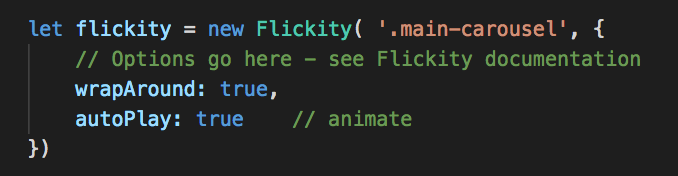 let flickity = new Flickity( '.main-carousel', {
    // Options go here – see Flickity documentation
    wrapAround: true,
    autoPlay: true    // animate
})